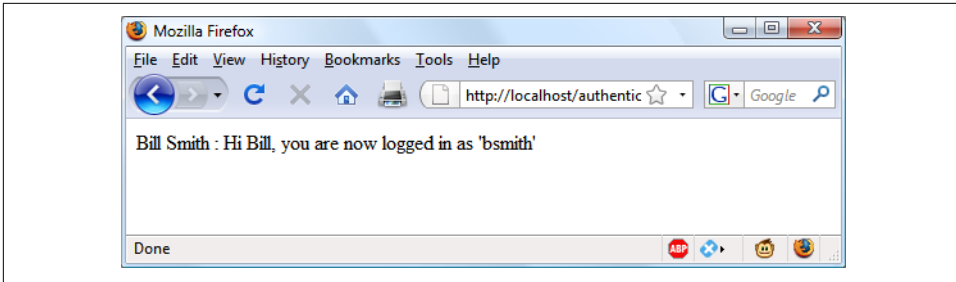 Mozilla Firefox
File Edit View History Bookmarks Tools Help
http://localhost/authentic
G Google
Bill Smith : Hi Bill, you are now logged in as 'bsmith'
Done
ABP